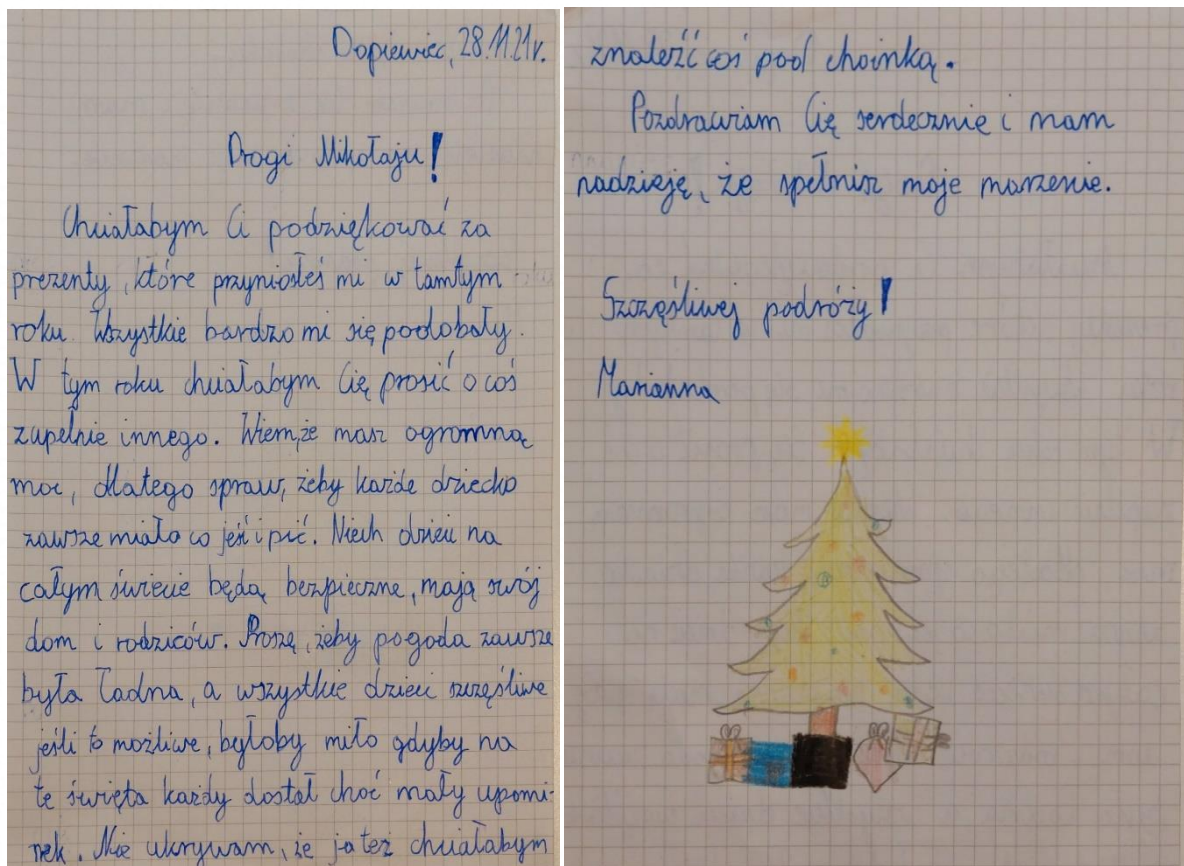 Dopiewiec, 28.11.21r.
Drogi Mikołaju!
Chciałabym Ci podziękować za
prezenty, które przyniosłeś mi w tamtym
roku. Wszystkie bardzo mi się podobały.
W tym roku chciałabym Cię prosić o coś
zupełnie innego. Wiem, że masz ogromną
moc, dlatego spraw, żeby każde dziecko
zawsze miało co jeść i pić. Niech dzieci na
całym świecie będą bezpieczne, mają swój
dom i rodziców. Proszę, żeby pogoda zawsze
była ładna, a wszystkie dzieci szczęśliwe
jeśli to możliwe, byłoby miło gdyby na
te święta każdy dostał choć mały upomi-
nek. Nie ukrywam, że ja też chciałabym
znaleźć coś pod choinką.
Pozdrawiam Cię serdecznie i mam
nadzieję, że spełnisz moje marzenie.
Szczęśliwej podróży!
Marianna